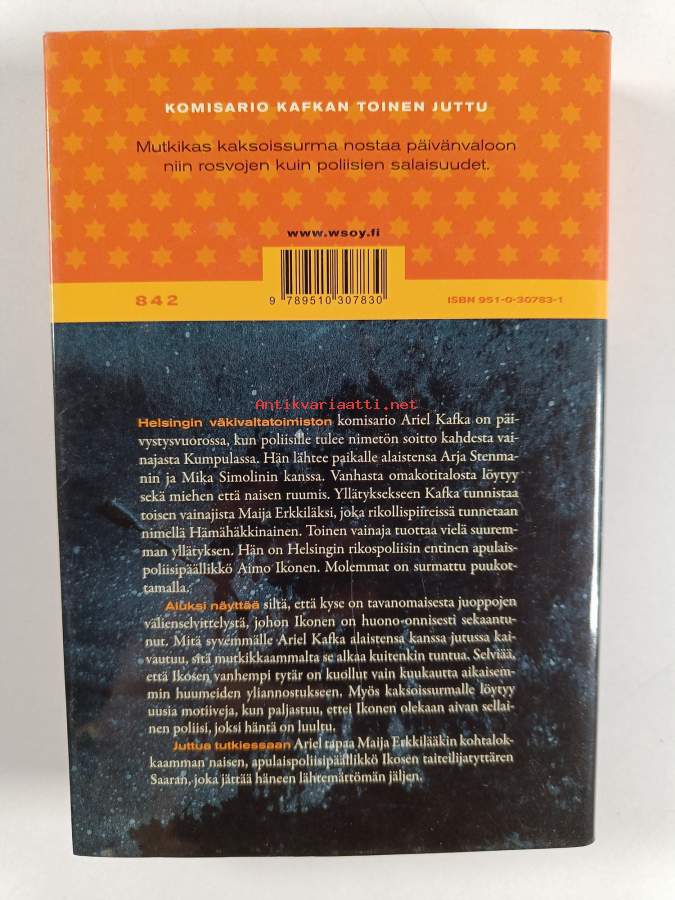 KOMISARIO KAFKAN TOINEN JUTTU
Mutkikas kaksoissurma nostaa päivänvaloon
niin rosvojen kuin poliisien salaisuudet.
www.wsoy.fi
842
9 789510 307830
ISBN 951-0-30783-1
Antikvariaatti.net
Helsingin väkivaltatoimiston komisario Ariel Kafka on päi-
vystysvuorossa, kun poliisille tulee nimetön soitto kahdesta vai-
najasta Kumpulassa. Hän lähtee paikalle alaistensa Arja Stenma-
nin ja Mika Simolinin kanssa. Vanhasta omakotitalosta löytyy
sekä miehen että naisen ruumis. Yllätyksekseen Kafka tunnistaa
toisen vainajista Maija Erkkiläksi, joka rikollispiireissä tunnetaan
nimellä Hämähäkkinainen. Toinen vainaja tuottaa vielä suurem-
man yllätyksen. Hän on Helsingin rikospoliisin entinen apulais-
poliisipäällikkö Aimo Ikonen. Molemmat on surmattu puukot-
tamalla.
Aluksi näyttää siltä, että kyse on tavanomaisesta juoppojen
välienselvittelystä, johon Ikonen on huono-onnisesti sekaantu-
nut. Mitä syvemmälle Ariel Kafka alaistensa kanssa jutussa kai-
vautuu, sitä mutkikkaammalta se alkaa kuitenkin tuntua. Selviää,
että Ikosen vanhempi tytär on kuollut vain kuukautta aikaisem-
min huumeiden yliannostukseen. Myös kaksoissurmalle löytyy
uusia motiiveja, kun paljastuu, ettei Ikonen olekaan aivan sellai-
nen poliisi, joksi häntä on luultu.
Juttua tutkiessaan Ariel tapaa Maija Erkkilääkin kohtalok-
kaamman naisen, apulaispoliisipäällikkö Ikosen taiteilijatyttären
Saaran, joka jättää häneen lähtemättömän jäljen.